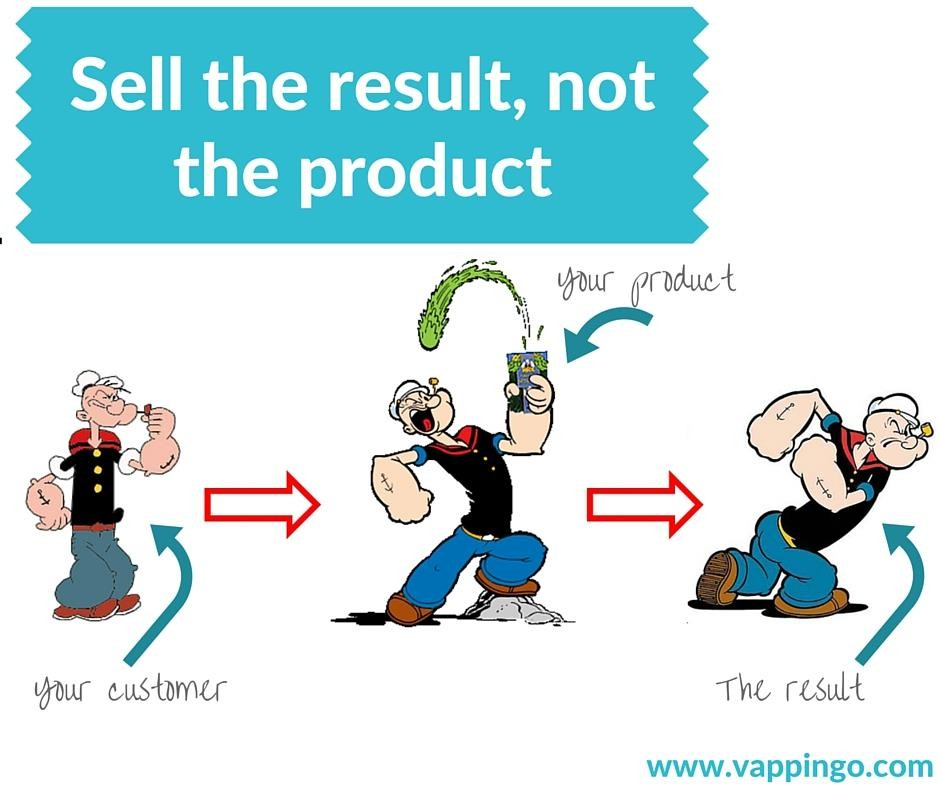 Sell the result, not
the product
your product
your customer
The result
www.vappingo.com